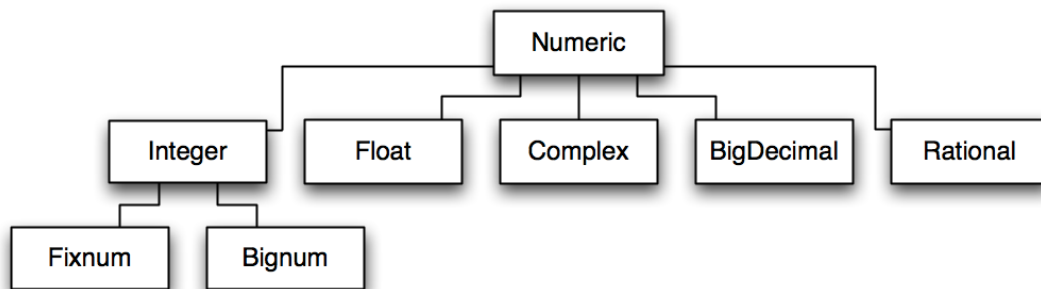 Numeric
Integer
Float
Complex
BigDecimal
Rational
Fixnum
Bignum